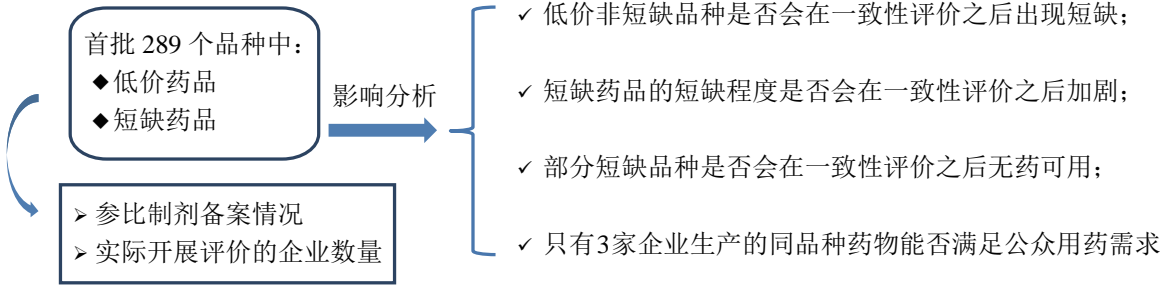 首批 289 个品种中：
◆低价药品
◆短缺药品
➢ 参比制剂备案情况
➢ 实际开展评价的企业数量
影响分析
✓ 低价非短缺品种是否会在一致性评价之后出现短缺；
✓ 短缺药品的短缺程度是否会在一致性评价之后加剧；
✓ 部分短缺品种是否会在一致性评价之后无药可用；
✓ 只有3家企业生产的同品种药物能否满足公众用药需求